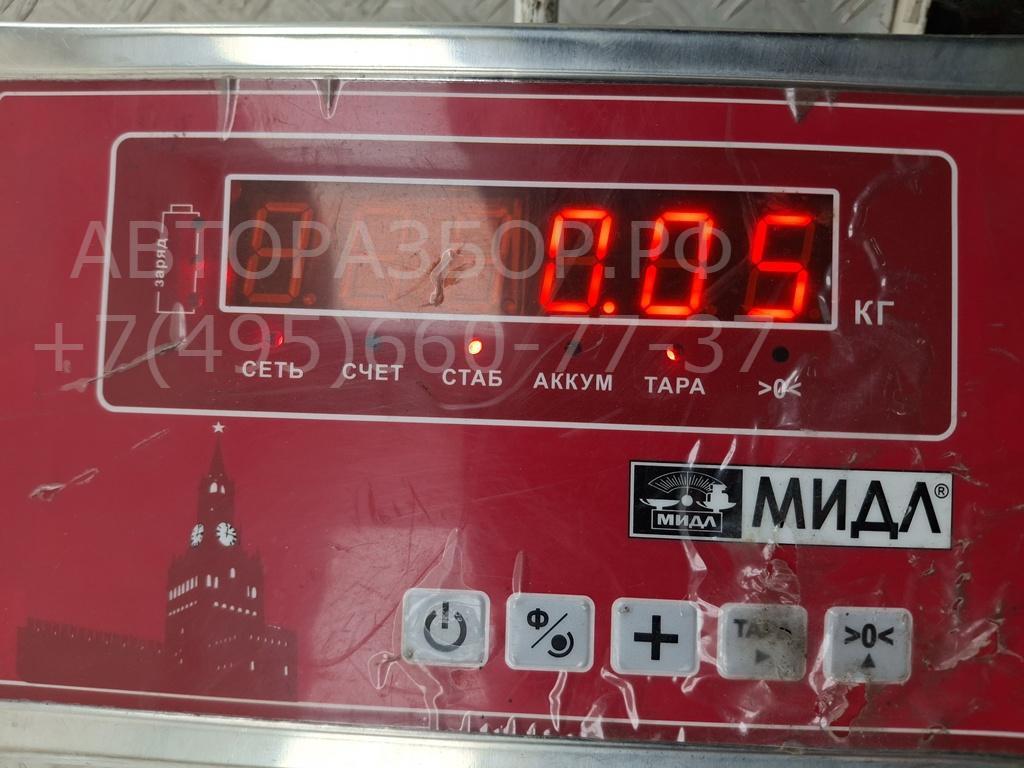 АВТОРАЗБОР.РФ
+7(495)660-77-37
заряд
0.05
КГ
СЕТЬ СЧЕТ СТАБ АККУМ ТАРА >0<
МИДЛ МИДЛ®
Ф
+
>0<